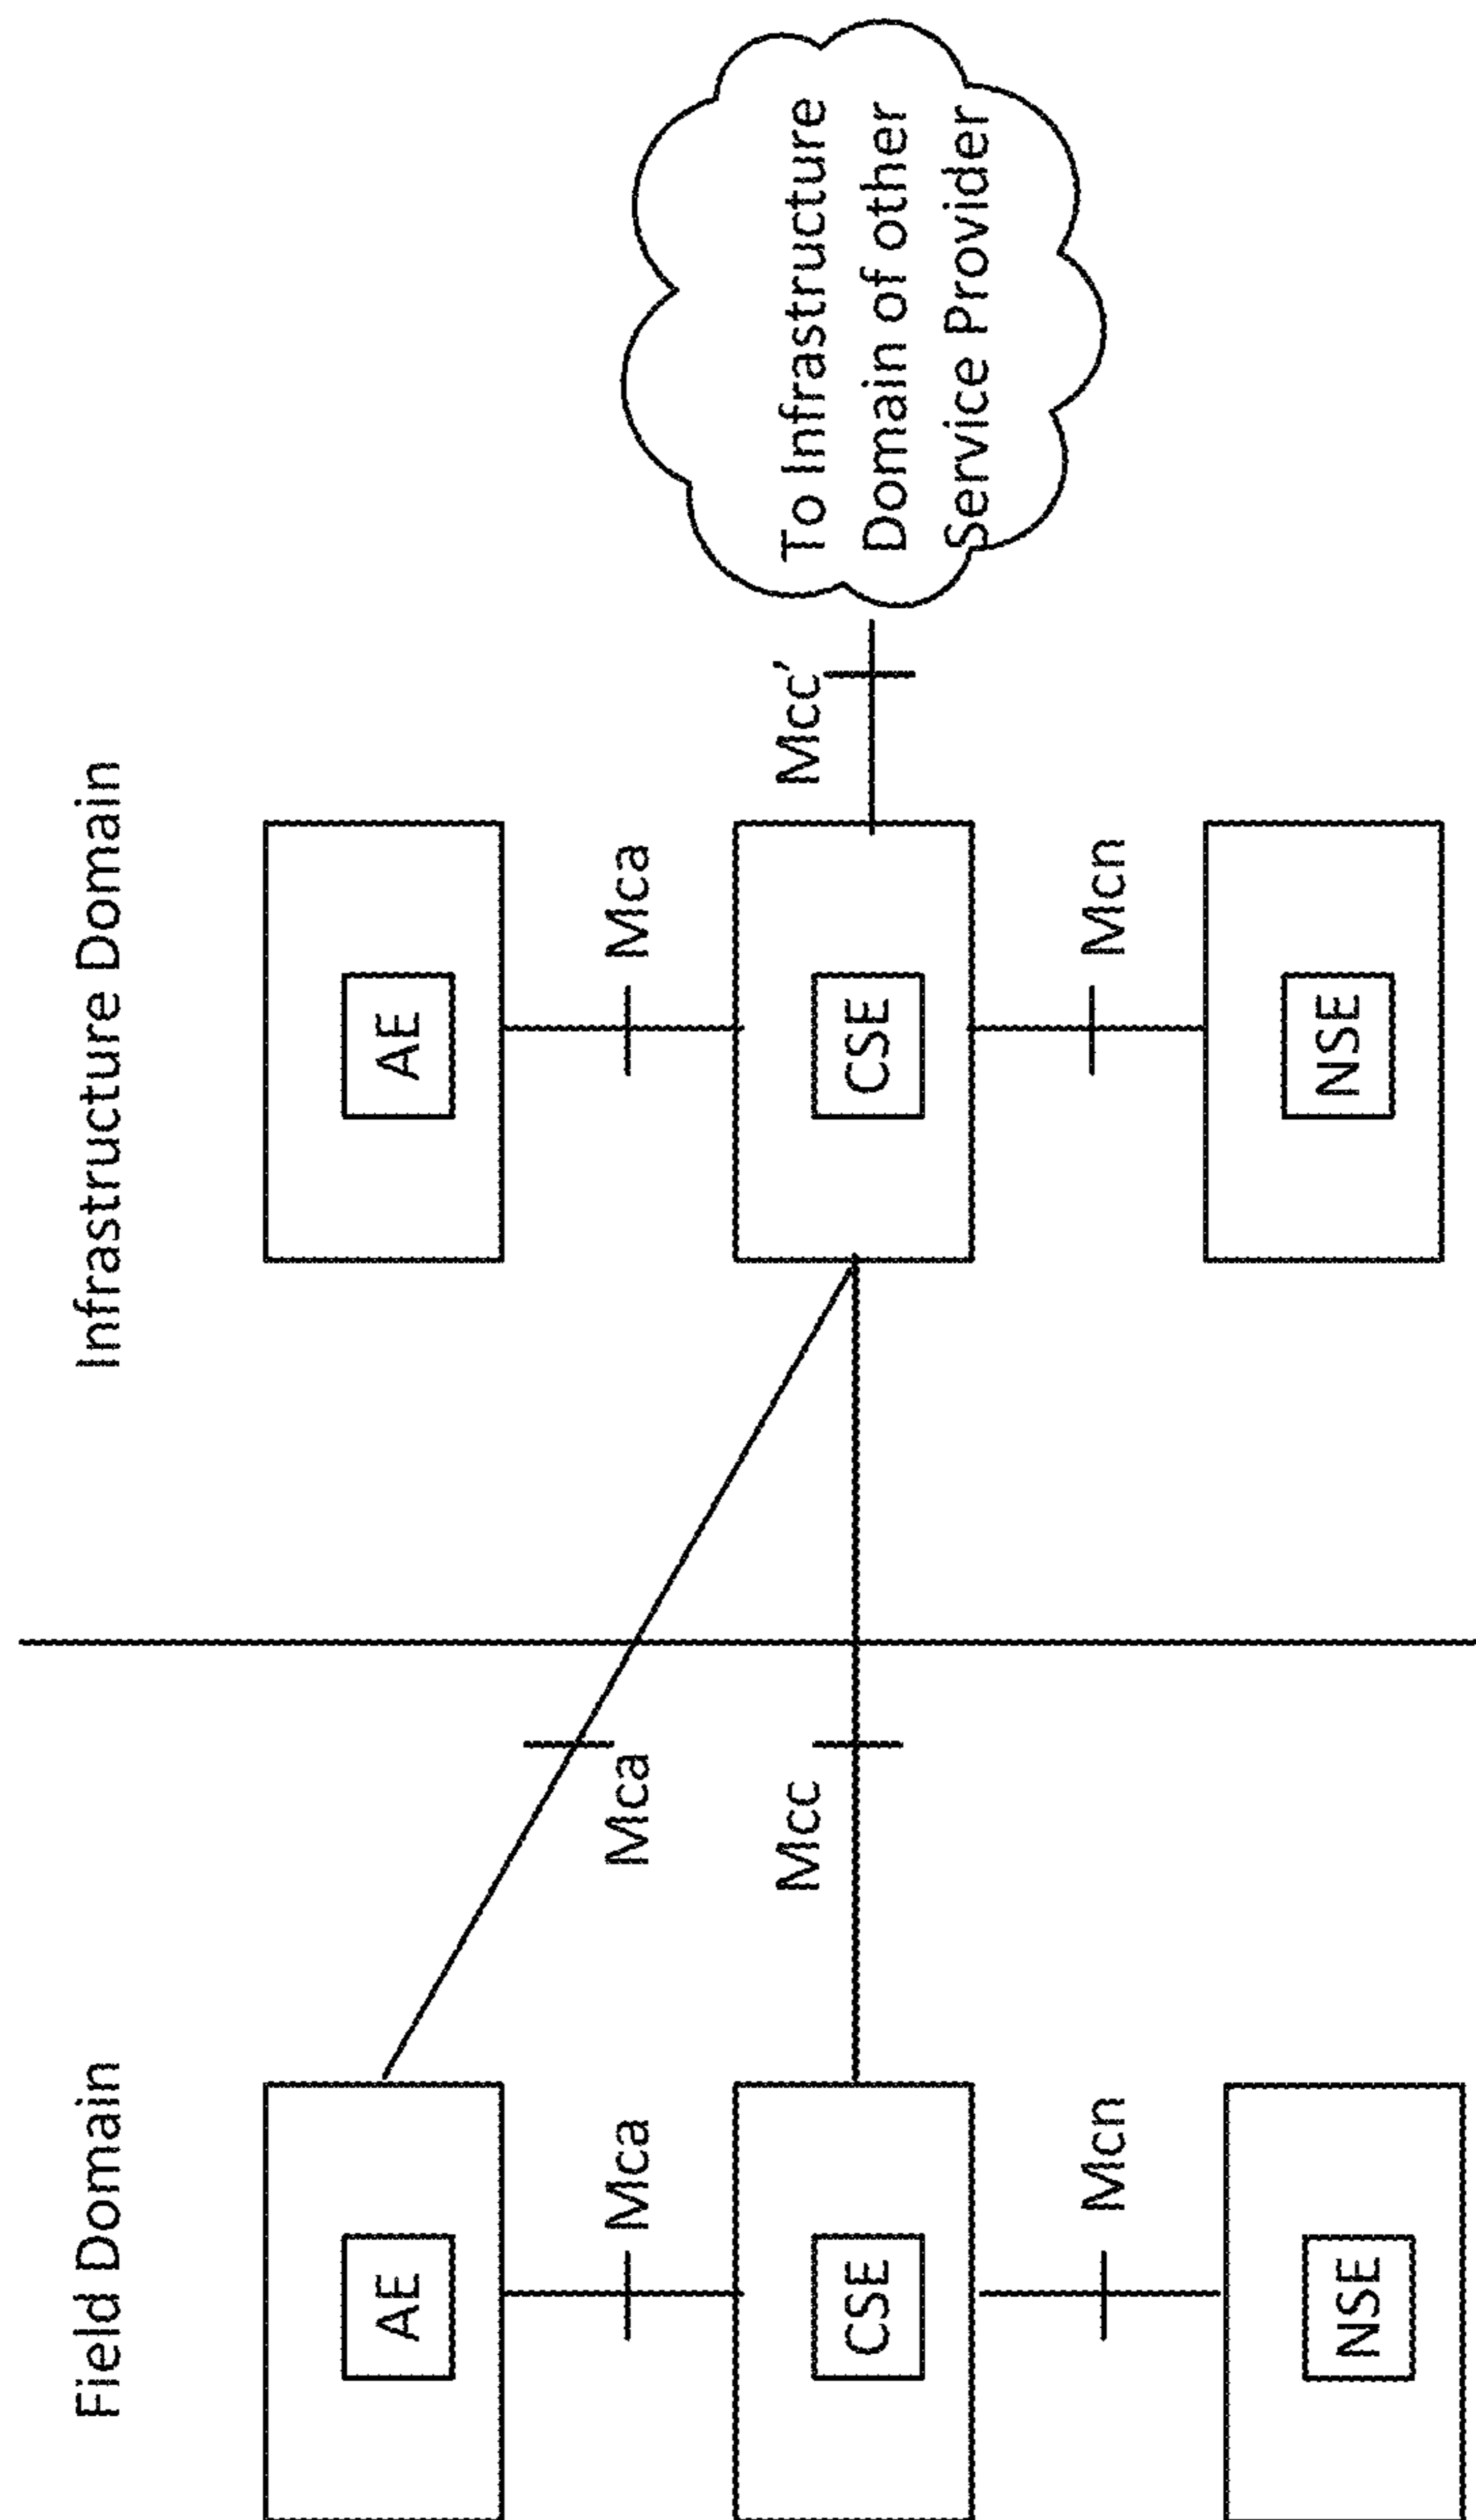 Field Domain
Infrastructure Domain
AE
AE
Mca
Mca
Mca
Mcc
Mcc'
To Infrastructure
Domain of other
Service Provider
CSE
CSE
Mcn
Mcn
NSE
NSE